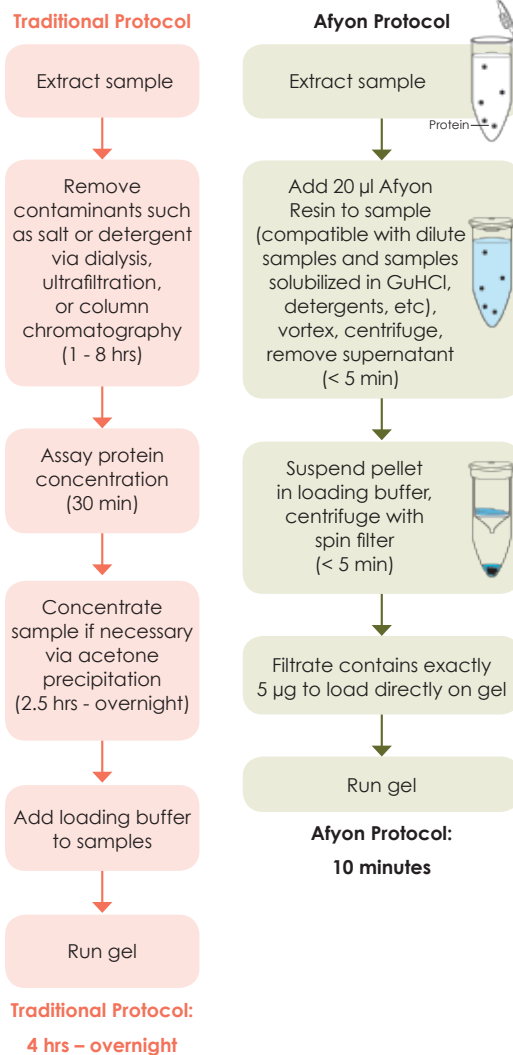 Traditional Protocol
Extract sample
Remove
contaminants such
as salt or detergent
via dialysis,
ultrafiltration,
or column
chromatography
(1 - 8 hrs)
Assay protein
concentration
(30 min)
Concentrate
sample if necessary
via acetone
precipitation
(2.5 hrs - overnight)
Add loading buffer
to samples
Run gel
Traditional Protocol:
4 hrs – overnight
Afyon Protocol
Extract sample
Protein
Add 20 µl Afyon
Resin to sample
(compatible with dilute
samples and samples
solubilized in GuHCl,
detergents, etc),
vortex, centrifuge,
remove supernatant
(< 5 min)
Suspend pellet
in loading buffer,
centrifuge with
spin filter
(< 5 min)
Filtrate contains exactly
5 µg to load directly on gel
Run gel
Afyon Protocol:
10 minutes